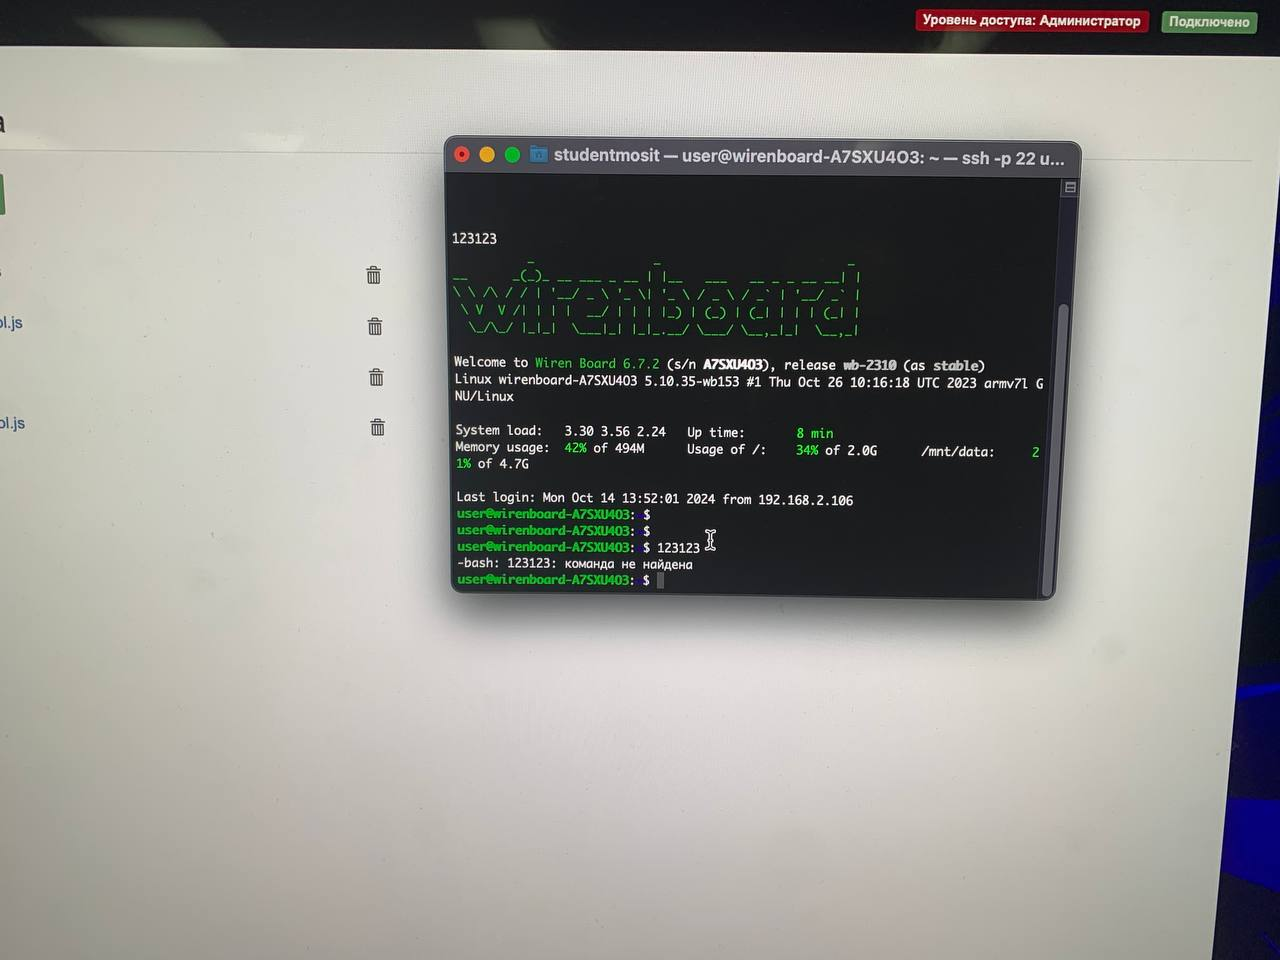 Уровень доступа: Администратор
Подключено
а
ol.js
ol.js
studentmosit — user@wirenboard-A7SXU4O3: ~ — ssh -p 22 u...
123123
wirenboard
Welcome to Wiren Board 6.7.2 (s/n A7SXU4O3), release wb-2310 (as stable)
Linux wirenboard-A7SXU4O3 5.10.35-wb153 #1 Thu Oct 26 10:16:18 UTC 2023 armv7l G
NU/Linux
System load: 3.30 3.56 2.24 Up time: 8 min
Memory usage: 42% of 494M Usage of /: 34% of 2.0G /mnt/data: 2
1% of 4.7G
Last login: Mon Oct 14 13:52:01 2024 from 192.168.2.106
user@wirenboard-A7SXU4O3:~$
user@wirenboard-A7SXU4O3:~$
user@wirenboard-A7SXU4O3:~$ 123123
-bash: 123123: команда не найдена
user@wirenboard-A7SXU4O3:~$